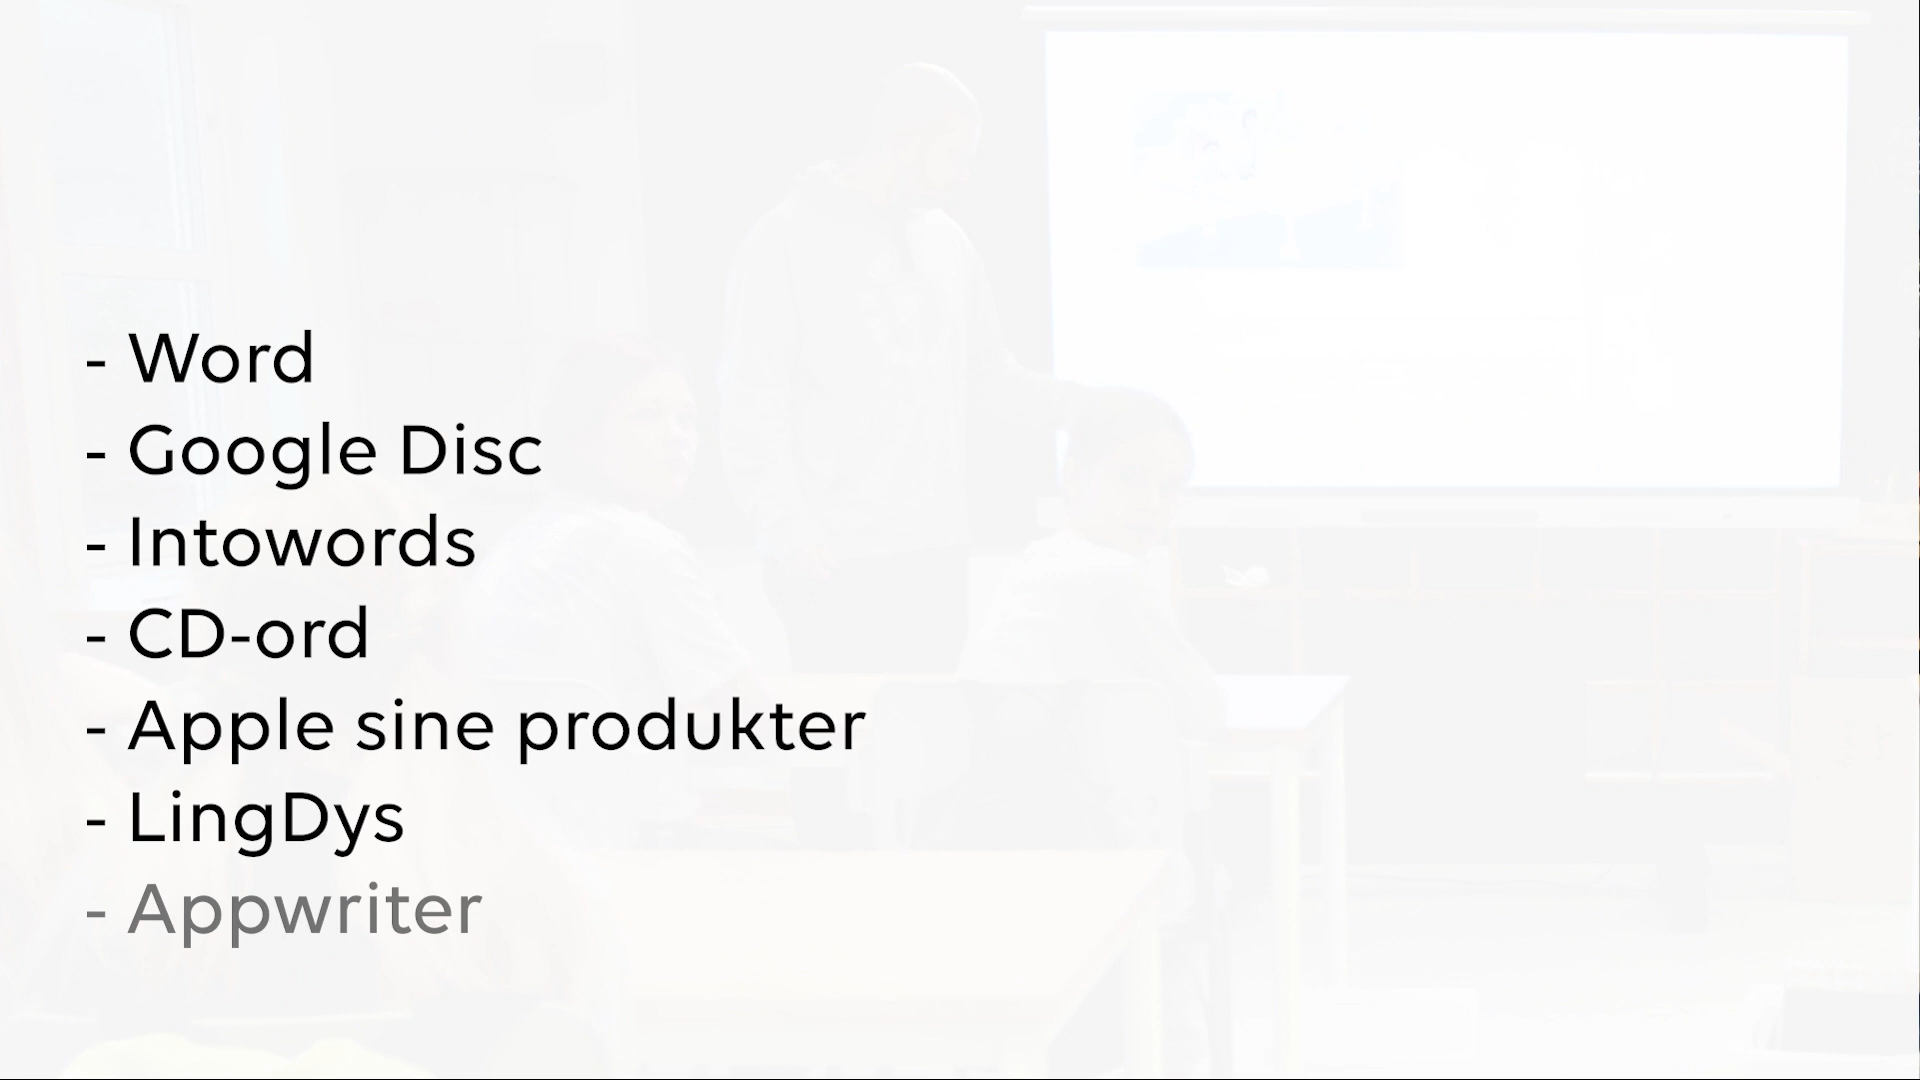 - Word
- Google Disc
- Intowords
- CD-ord
- Apple sine produkter
- LingDys
- Appwriter